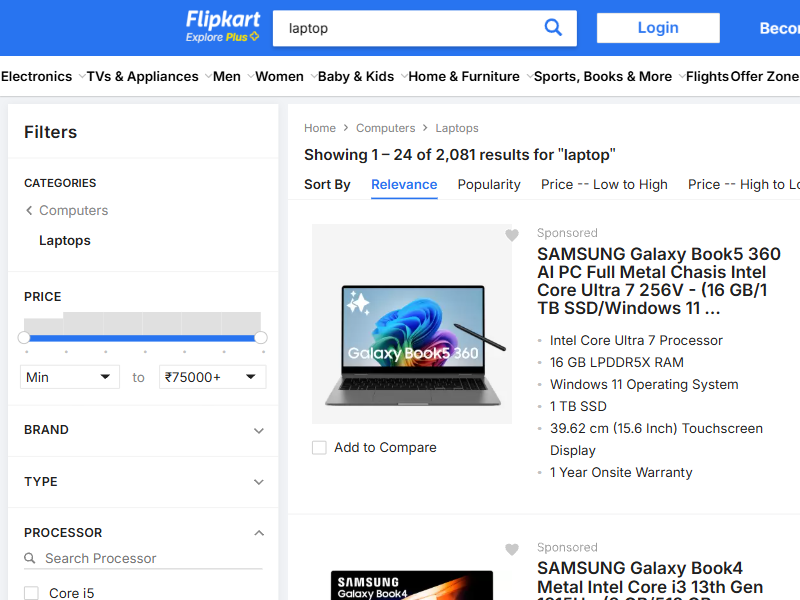 Flipkart
Explore Plus
laptop
Login
Electronics TVs & Appliances Men Women Baby & Kids Home & Furniture Sports, Books & More Flights Offer Zone
Filters
CATEGORIES
Computers
Laptops
PRICE
Min to ₹75000+
BRAND
TYPE
PROCESSOR
Search Processor
Core i5
Home Computers Laptops
Showing 1 – 24 of 2,081 results for "laptop"
Sort By Relevance Popularity Price -- Low to High Price -- High to
Galaxy Book5 360
Add to Compare
Sponsored
SAMSUNG Galaxy Book5 360
AI PC Full Metal Chasis Intel
Core Ultra 7 256V - (16 GB/1
TB SSD/Windows 11 ...
Intel Core Ultra 7 Processor
16 GB LPDDR5X RAM
Windows 11 Operating System
1 TB SSD
39.62 cm (15.6 Inch) Touchscreen
Display
1 Year Onsite Warranty
SAMSUNG
Galaxy Book4
Sponsored
SAMSUNG Galaxy Book4
Metal Intel Core i3 13th Gen